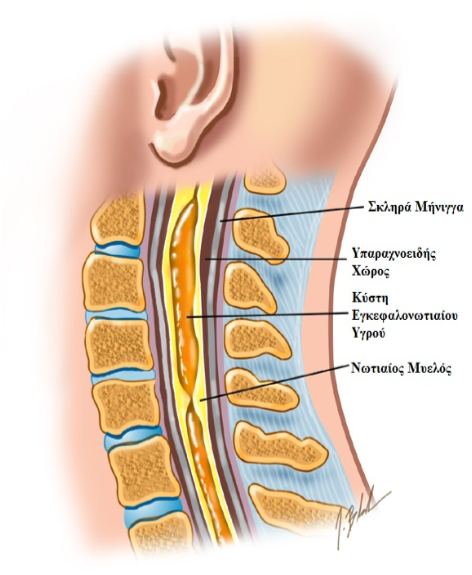 Σκληρά Μήνιγγα
Υπαραχνοειδής
Χώρος
Κύστη
Εγκεφαλονωτιαίου
Υγρού
Νωτιαίος Μυελός